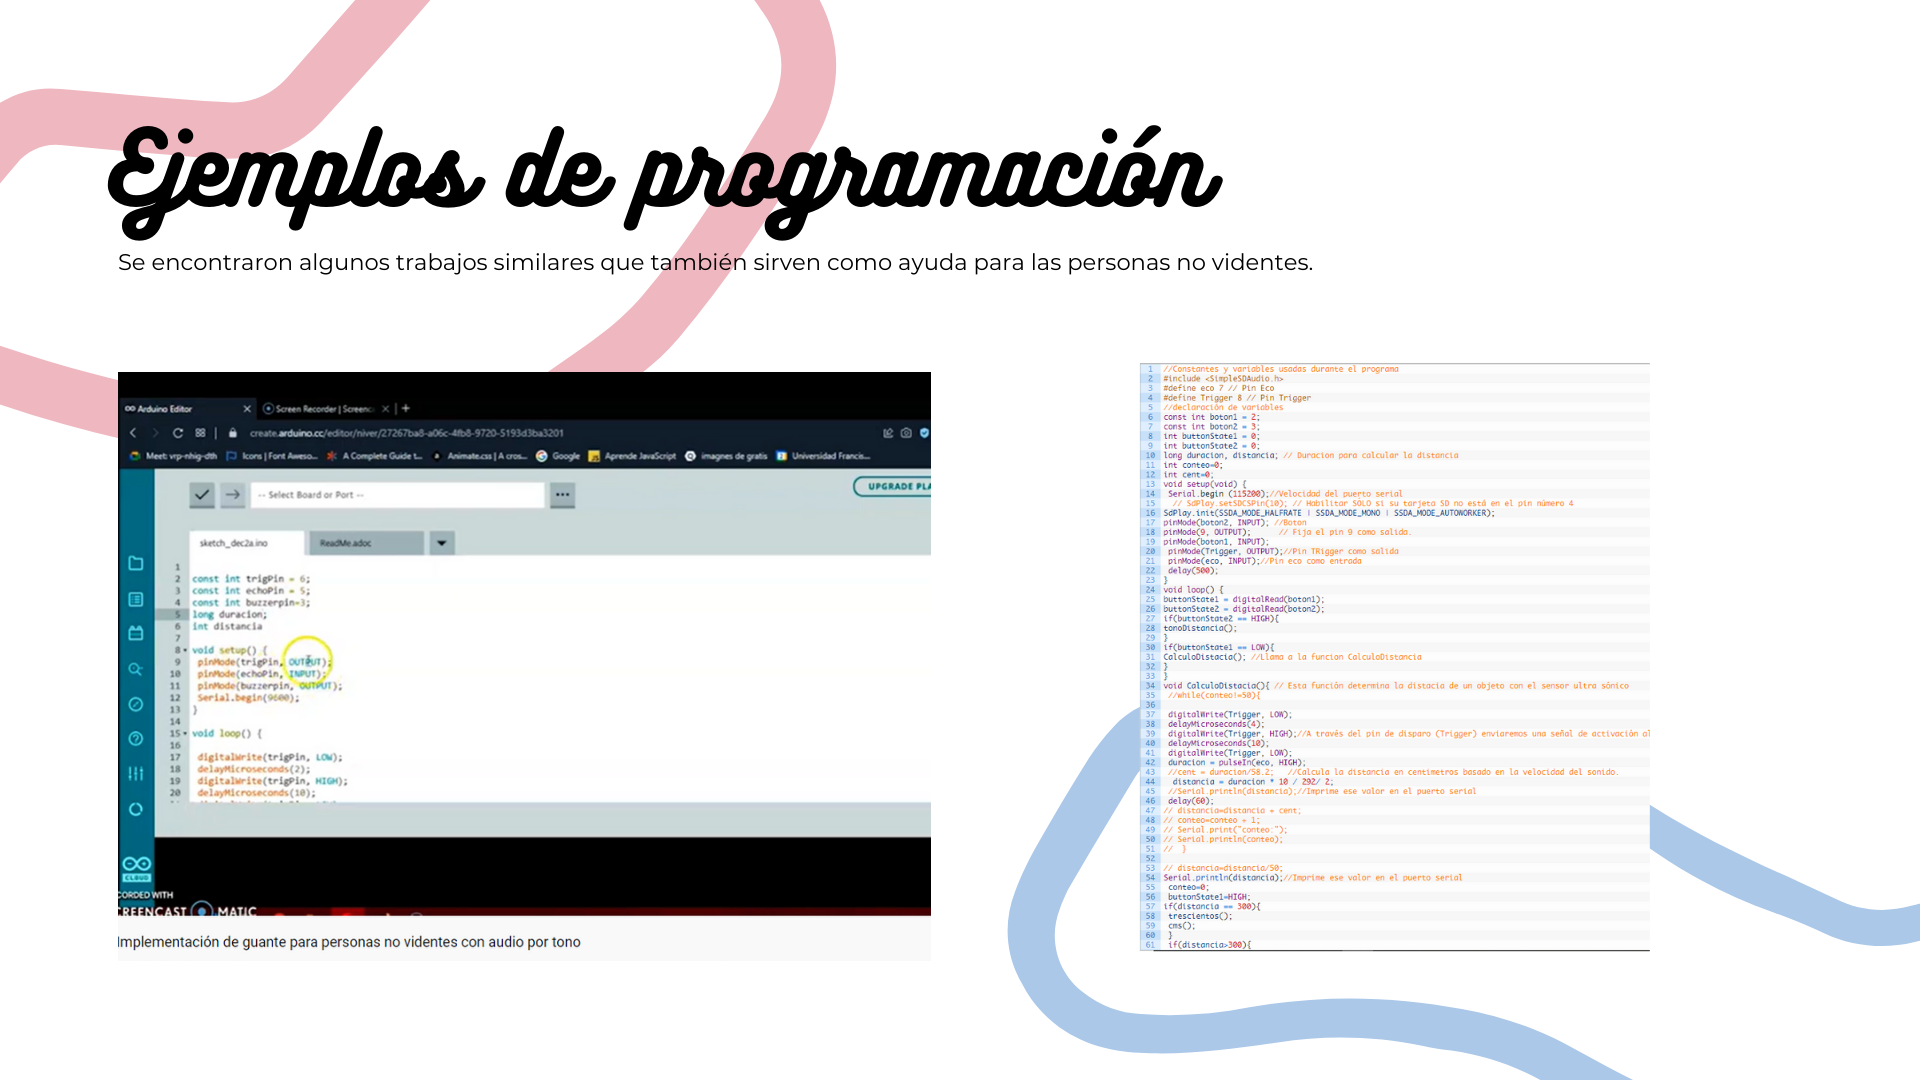 Ejemplos de programación
Se encontraron algunos trabajos similares que también sirven como ayuda para las personas no videntes.
Arduino Editor
Screen Recorder | Screenc
create.arduino.cc/editor/niver/27267ba8-a06c-4fb8-9720-5193d3ba3201
Meet: vrp-nhig-dth Icons | Font Aweso... A Complete Guide t... Animate.css | A cros... Google Aprende JavaScript imagnes de gratis Universidad Francis...
-- Select Board or Port --
UPGRADE PLA
sketch_dec2a.ino ReadMe.adoc
1
2 const int trigPin = 6;
3 const int echoPin = 5;
4 const int buzzerpin=3;
5 long duracion;
6 int distancia
7
8 void setup() {
9 pinMode(trigPin, OUTPUT);
10 pinMode(echoPin, INPUT);
11 pinMode(buzzerpin, OUTPUT);
12 Serial.begin(9600);
13 }
14
15 void loop() {
16
17 digitalWrite(trigPin, LOW);
18 delayMicroseconds(2);
19 digitalWrite(trigPin, HIGH);
20 delayMicroseconds(10);
CLOUD
CORDED WITH
CREENCAST MATIC
Implementación de guante para personas no videntes con audio por tono
1 //Constantes y variables usadas durante el programa
2 #include <SimpleSDAudio.h>
3 #define eco 7 // Pin Eco
4 #define Trigger 8 // Pin Trigger
5 //declaración de variables
6 const int boton1 = 2;
7 const int boton2 = 3;
8 int buttonState1 = 0;
9 int buttonState2 = 0;
10 long duracion, distancia; // Duracion para calcular la distancia
11 int conteo=0;
12 int cent=0;
13 void setup(void) {
14 Serial.begin (115200);//Velocidad del puerto serial
15 // SdPlay.setSDCSPin(10); // Habilitar SOLO si su tarjeta SD no está en el pin número 4
16 SdPlay.init(SSDA_MODE_HALFRATE | SSDA_MODE_MONO | SSDA_MODE_AUTOWORKER);
17 pinMode(boton2, INPUT); //Boton
18 pinMode(9, OUTPUT); // Fija el pin 9 como salida.
19 pinMode(boton1, INPUT);
20 pinMode(Trigger, OUTPUT);//Pin TRigger como salida
21 pinMode(eco, INPUT);//Pin eco como entrada
22 delay(500);
23 }
24 void loop() {
25 buttonState1 = digitalRead(boton1);
26 buttonState2 = digitalRead(boton2);
27 if(buttonState2 == HIGH){
28 tonoDistancia();
29 }
30 if(buttonState1 == LOW){
31 CalculoDistacia(); //Llama a la funcion CalculoDistancia
32 }
33 }
34 void CalculoDistacia(){ // Esta función determina la distacia de un objeto con el sensor ultra sónico
35 //while(conteo!=50){
36
37 digitalWrite(Trigger, LOW);
38 delayMicroseconds(4);
39 digitalWrite(Trigger, HIGH);//A través del pin de disparo (Trigger) enviaremos una señal de activación al
40 delayMicroseconds(10);
41 digitalWrite(Trigger, LOW);
42 duracion = pulseIn(eco, HIGH);
43 //cent = duracion/58.2; //Calcula la distancia en centimetros basado en la velocidad del sonido.
44 distancia = duracion * 10 / 292/ 2;
45 //Serial.println(distancia);//Imprime ese valor en el puerto serial
46 delay(60);
47 // distancia=distancia + cent;
48 // conteo=conteo + 1;
49 // Serial.print("conteo:");
50 // Serial.println(conteo);
51 // }
52
53 // distancia=distancia/50;
54 Serial.println(distancia);//Imprime ese valor en el puerto serial
55 conteo=0;
56 buttonState1=HIGH;
57 if(distancia == 300){
58 trescientos();
59 cms();
60 }
61 if(distancia>300){